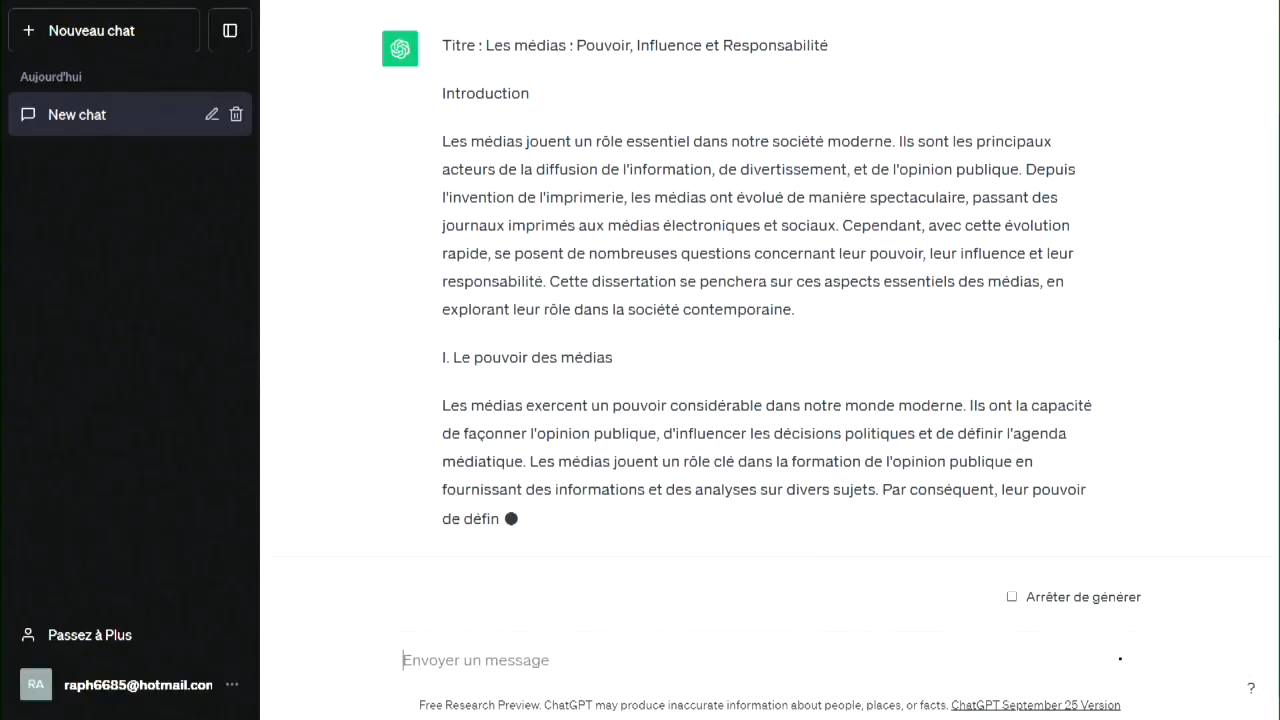 Nouveau chat
Aujourd'hui
New chat
Passez à Plus
RA
raph6685@hotmail.con
Titre : Les médias : Pouvoir, Influence et Responsabilité
Introduction
Les médias jouent un rôle essentiel dans notre société moderne. Ils sont les principaux
acteurs de la diffusion de l'information, de divertissement, et de l'opinion publique. Depuis
l'invention de l'imprimerie, les médias ont évolué de manière spectaculaire, passant des
journaux imprimés aux médias électroniques et sociaux. Cependant, avec cette évolution
rapide, se posent de nombreuses questions concernant leur pouvoir, leur influence et leur
responsabilité. Cette dissertation se penchera sur ces aspects essentiels des médias, en
explorant leur rôle dans la société contemporaine.
I. Le pouvoir des médias
Les médias exercent un pouvoir considérable dans notre monde moderne. Ils ont la capacité
de façonner l'opinion publique, d'influencer les décisions politiques et de définir l'agenda
médiatique. Les médias jouent un rôle clé dans la formation de l'opinion publique en
fournissant des informations et des analyses sur divers sujets. Par conséquent, leur pouvoir
de défin
Arrêter de générer
Envoyer un message
Free Research Preview. ChatGPT may produce inaccurate information about people, places, or facts. ChatGPT September 25 Version
?